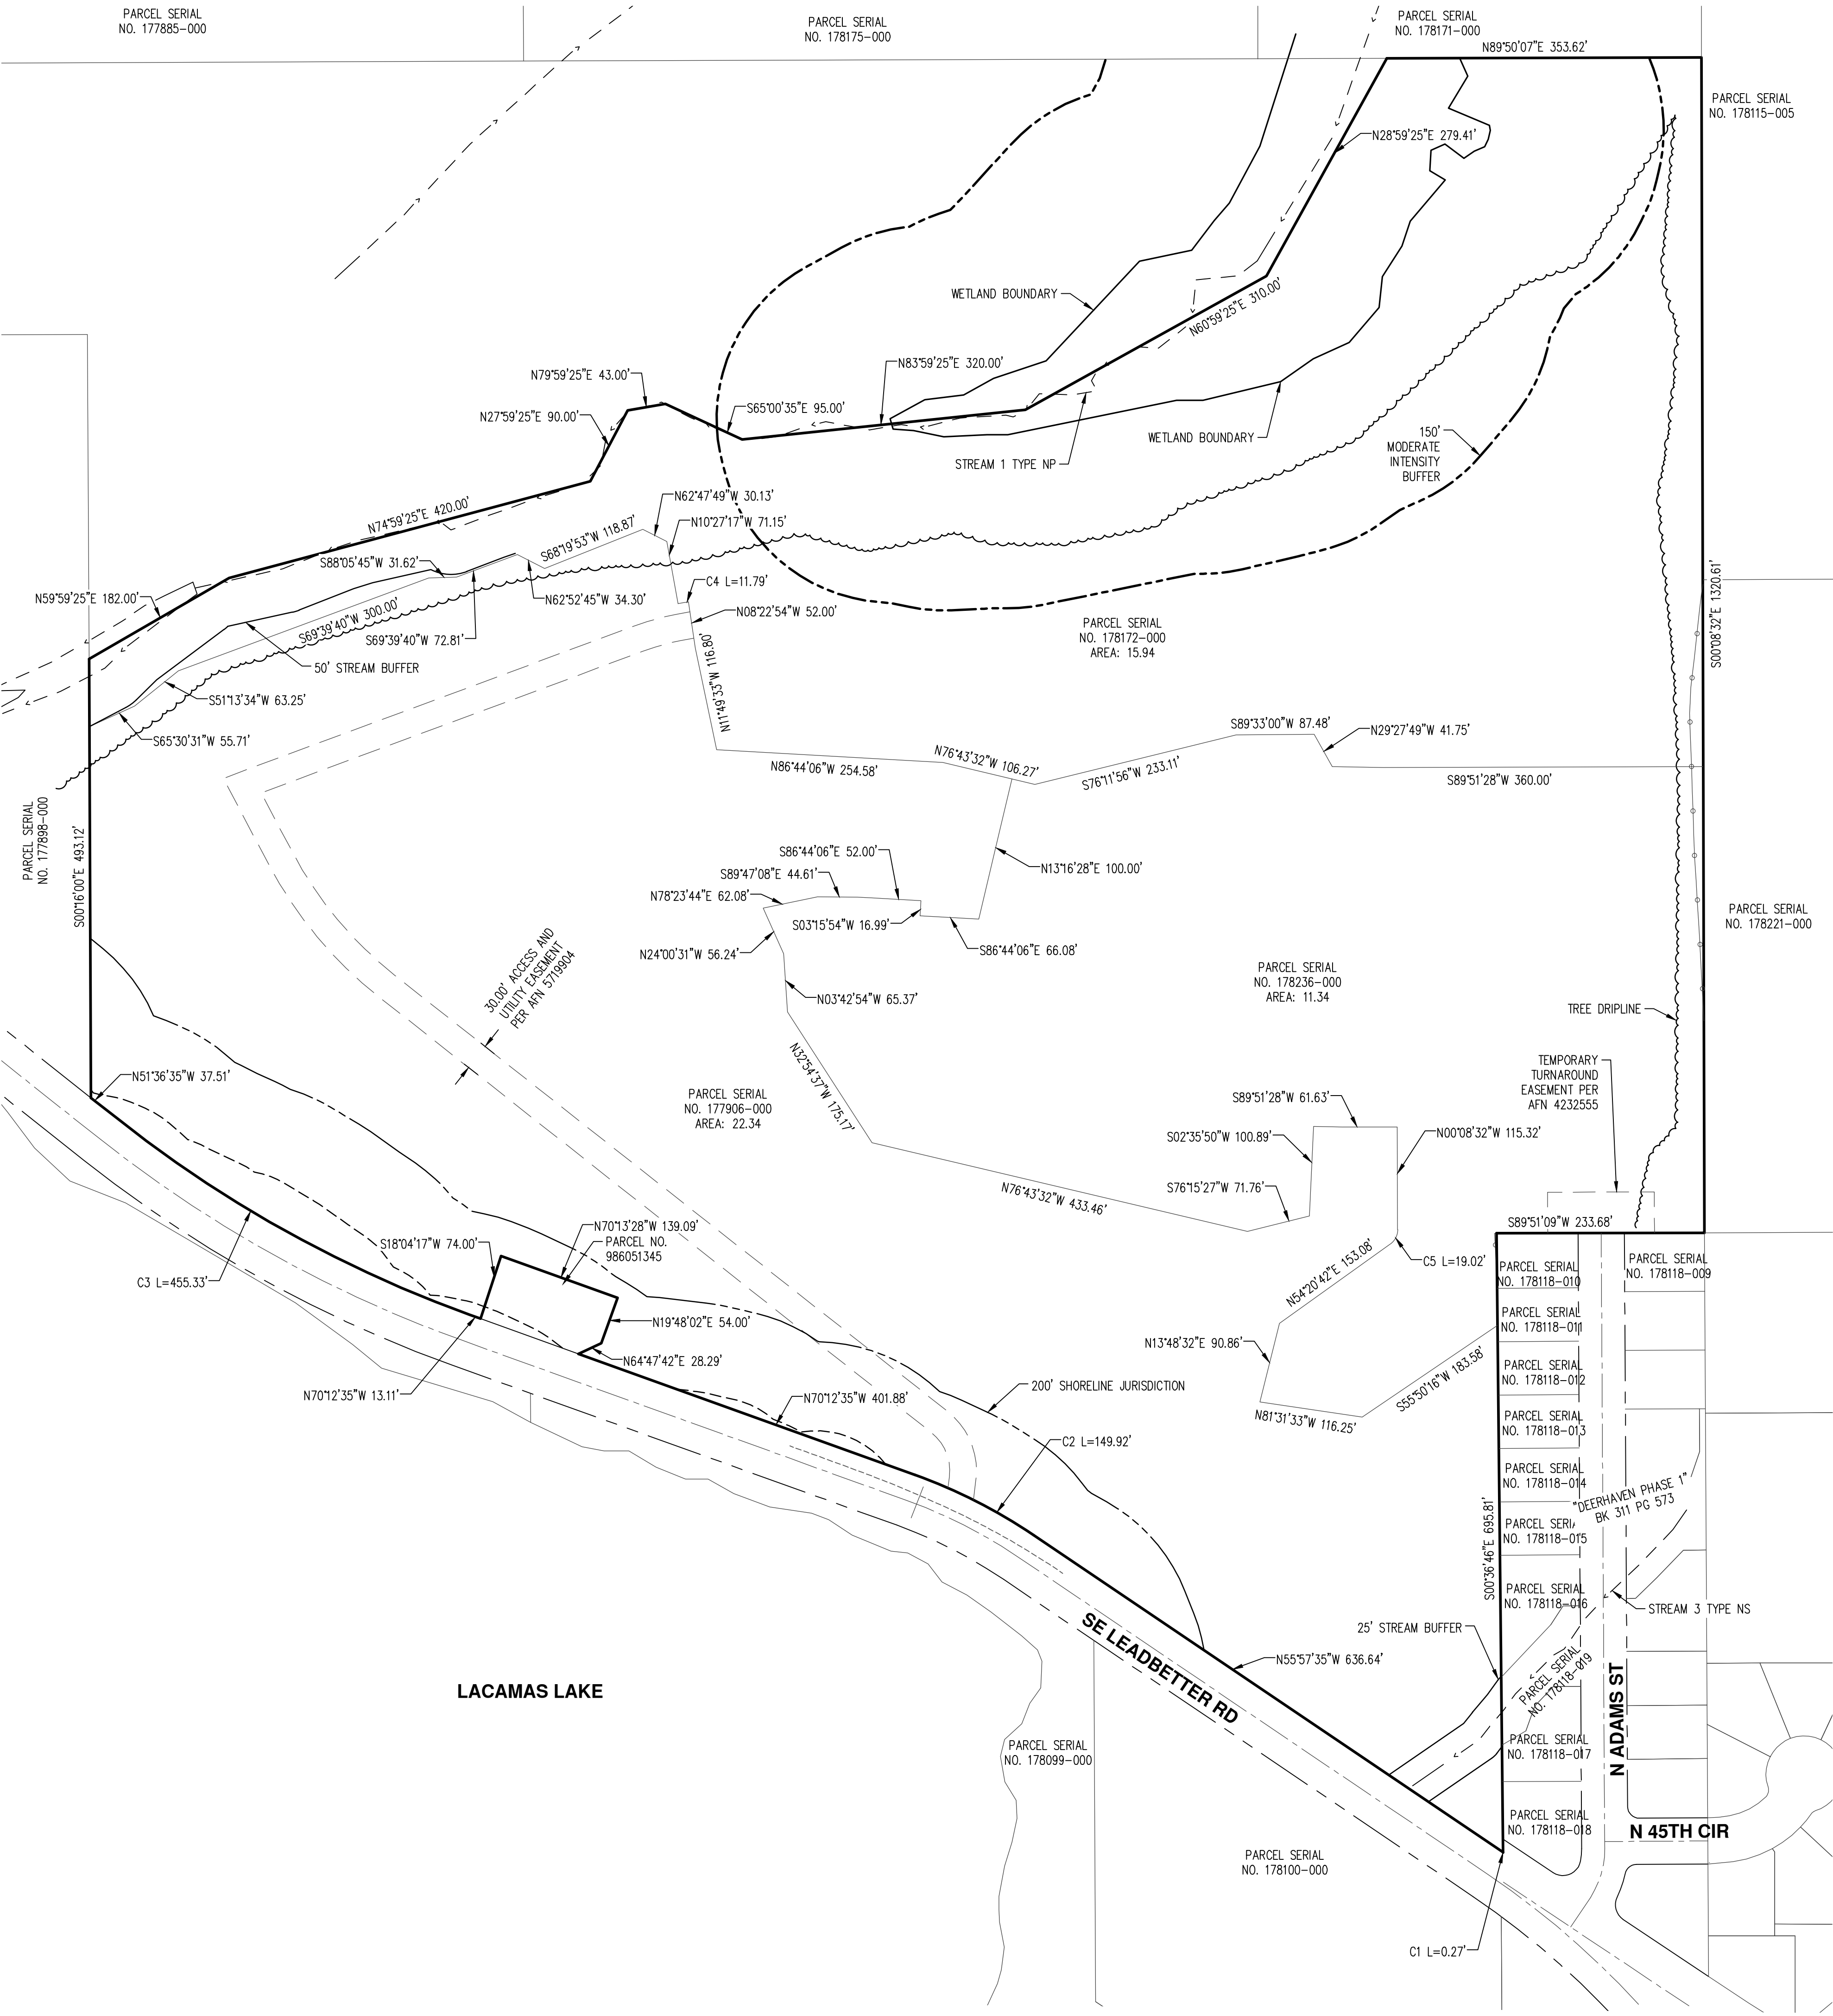 PARCEL SERIAL
NO. 177885-000
PARCEL SERIAL
NO. 178175-000
PARCEL SERIAL
NO. 178171-000
N89°50'07"E 353.62'
PARCEL SERIAL
NO. 178115-005
N28°59'25"E 279.41'
WETLAND BOUNDARY
N60°59'25"E 310.00'
N83°59'25"E 320.00'
N79°59'25"E 43.00'
S65°00'35"E 95.00'
N27°59'25"E 90.00'
WETLAND BOUNDARY
150'
MODERATE
INTENSITY
BUFFER
STREAM 1 TYPE NP
N74°59'25"E 420.00'
N62°47'49"W 30.13'
S68°19'53"W 118.87'
N10°27'17"W 71.15'
S88°05'45"W 31.62'
C4 L=11.79'
N59°59'25"E 182.00'
S69°39'40"W 300.00'
N62°52'45"W 34.30'
N08°22'54"W 52.00'
S69°39'40"W 72.81'
S00°08'32"E 1320.61'
PARCEL SERIAL
NO. 178172-000
AREA: 15.94
50' STREAM BUFFER
N11°49'33"W 116.80'
S51°13'34"W 63.25'
S65°30'31"W 55.71'
S89°33'00"W 87.48'
N29°27'49"W 41.75'
N76°43'32"W 106.27'
N86°44'06"W 254.58'
S76°11'56"W 233.11'
S89°51'28"W 360.00'
PARCEL SERIAL
NO. 177898-000
S00°16'00"E 493.12'
S86°44'06"E 52.00'
N13°16'28"E 100.00'
S89°47'08"E 44.61'
N78°23'44"E 62.08'
S03°15'54"W 16.99'
PARCEL SERIAL
NO. 178221-000
S86°44'06"E 66.08'
N24°00'31"W 56.24'
30.00' ACCESS AND
UTILITY EASEMENT
PER AFN 5719904
N03°42'54"W 65.37'
PARCEL SERIAL
NO. 178236-000
AREA: 11.34
TREE DRIPLINE
TEMPORARY
TURNAROUND
EASEMENT PER
AFN 4232555
N51°36'35"W 37.51'
N32°54'37"W 175.17'
PARCEL SERIAL
NO. 177906-000
AREA: 22.34
S89°51'28"W 61.63'
S02°35'50"W 100.89'
N00°08'32"W 115.32'
S76°15'27"W 71.76'
N76°43'32"W 433.46'
S89°51'09"W 233.68'
N70°13'28"W 139.09'
PARCEL NO.
986051345
S18°04'17"W 74.00'
C3 L=455.33'
N54°20'42"E 153.08'
C5 L=19.02'
PARCEL SERIAL
NO. 178118-010
PARCEL SERIAL
NO. 178118-009
N19°48'02"E 54.00'
PARCEL SERIAL
NO. 178118-011
N13°48'32"E 90.86'
N64°47'42"E 28.29'
S55°50'16"W 183.58'
PARCEL SERIAL
NO. 178118-012
N70°12'35"W 13.11'
200' SHORELINE JURISDICTION
N70°12'35"W 401.88'
N81°31'33"W 116.25'
PARCEL SERIAL
NO. 178118-013
C2 L=149.92'
PARCEL SERIAL
NO. 178118-014
"DEERHAVEN PHASE 1"
BK 311 PG 573
PARCEL SERIA
NO. 178118-015
S00°36'46"E 695.81'
PARCEL SERIAL
NO. 178118-016
STREAM 3 TYPE NS
25' STREAM BUFFER
SE LEADBETTER RD
N55°57'35"W 636.64'
PARCEL SERIAL
NO. 178118-019
LACAMAS LAKE
N ADAMS ST
PARCEL SERIAL
NO. 178099-000
PARCEL SERIAL
NO. 178118-017
PARCEL SERIAL
NO. 178118-018
N 45TH CIR
PARCEL SERIAL
NO. 178100-000
C1 L=0.27'